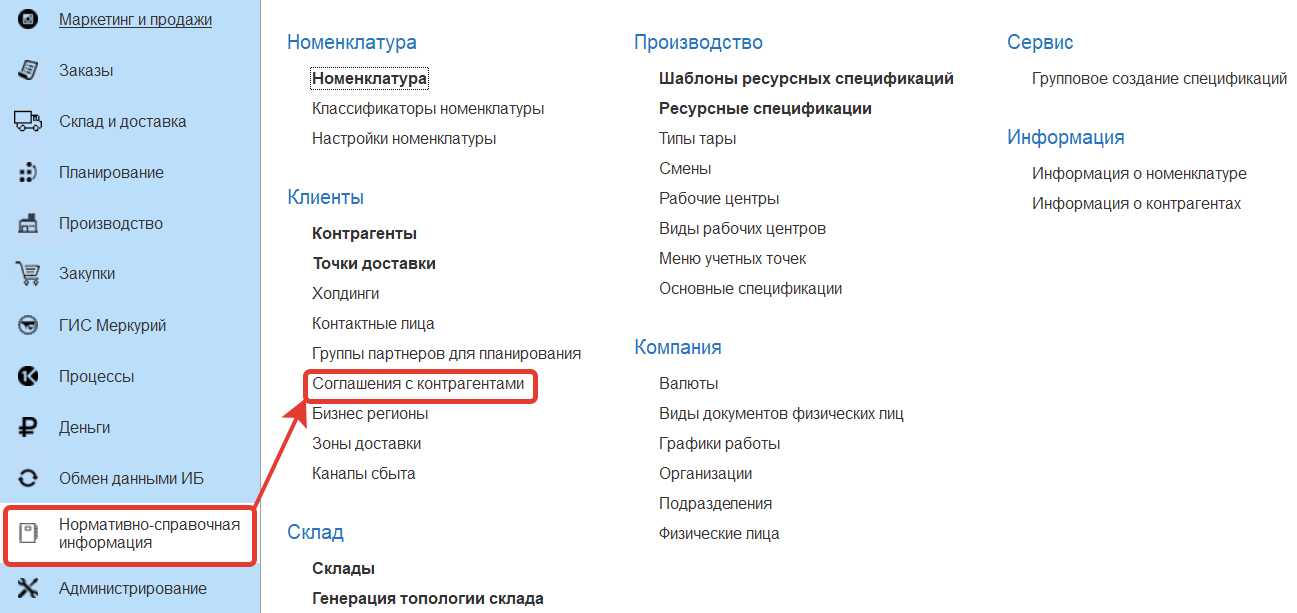 Маркетинг и продажи
Заказы
Склад и доставка
Планирование
Производство
Закупки
ГИС Меркурий
Процессы
Деньги
Обмен данными ИБ
Нормативно-справочная
информация
Администрирование
Номенклатура
Номенклатура
Классификаторы номенклатуры
Настройки номенклатуры
Клиенты
Контрагенты
Точки доставки
Холдинги
Контактные лица
Группы партнеров для планирования
Соглашения с контрагентами
Бизнес регионы
Зоны доставки
Каналы сбыта
Склад
Склады
Генерация топологии склада
Производство
Шаблоны ресурсных спецификаций
Ресурсные спецификации
Типы тары
Смены
Рабочие центры
Виды рабочих центров
Меню учетных точек
Основные спецификации
Компания
Валюты
Виды документов физических лиц
Графики работы
Организации
Подразделения
Физические лица
Сервис
Групповое создание спецификаций
Информация
Информация о номенклатуре
Информация о контрагентах